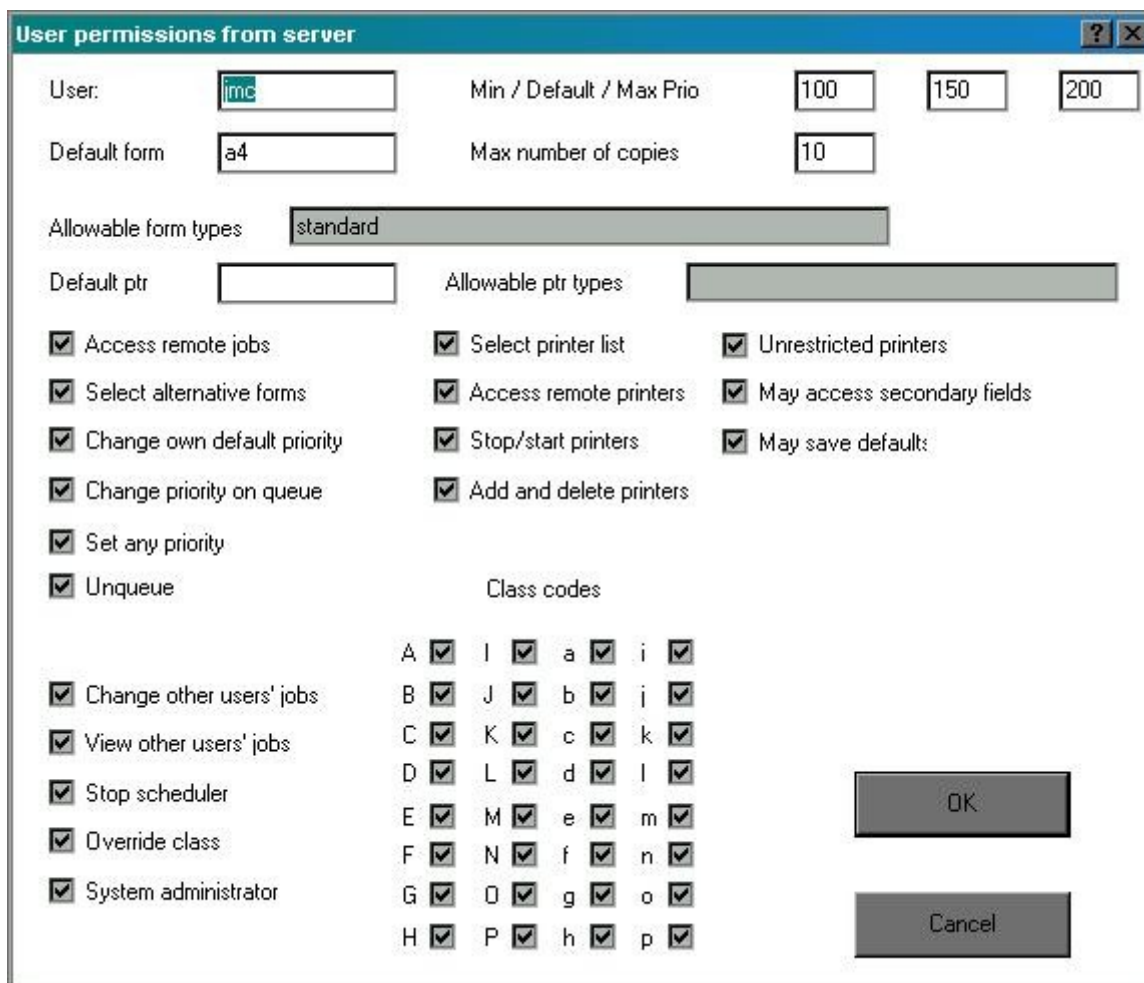 User permissions from server
User: jmc Min / Default / Max Prio 100 150 200
Default form a4 Max number of copies 10
Allowable form types standard
Default ptr Allowable ptr types
Access remote jobs Select printer list Unrestricted printers
Select alternative forms Access remote printers May access secondary fields
Change own default priority Stop/start printers May save defaults
Change priority on queue Add and delete printers
Set any priority
Unqueue Class codes
A I a i
Change other users' jobs B J b j
View other users' jobs C K c k
D L d l
Stop scheduler
E M e m
Override class F N f n
System administrator G O g o
H P h p
OK
Cancel